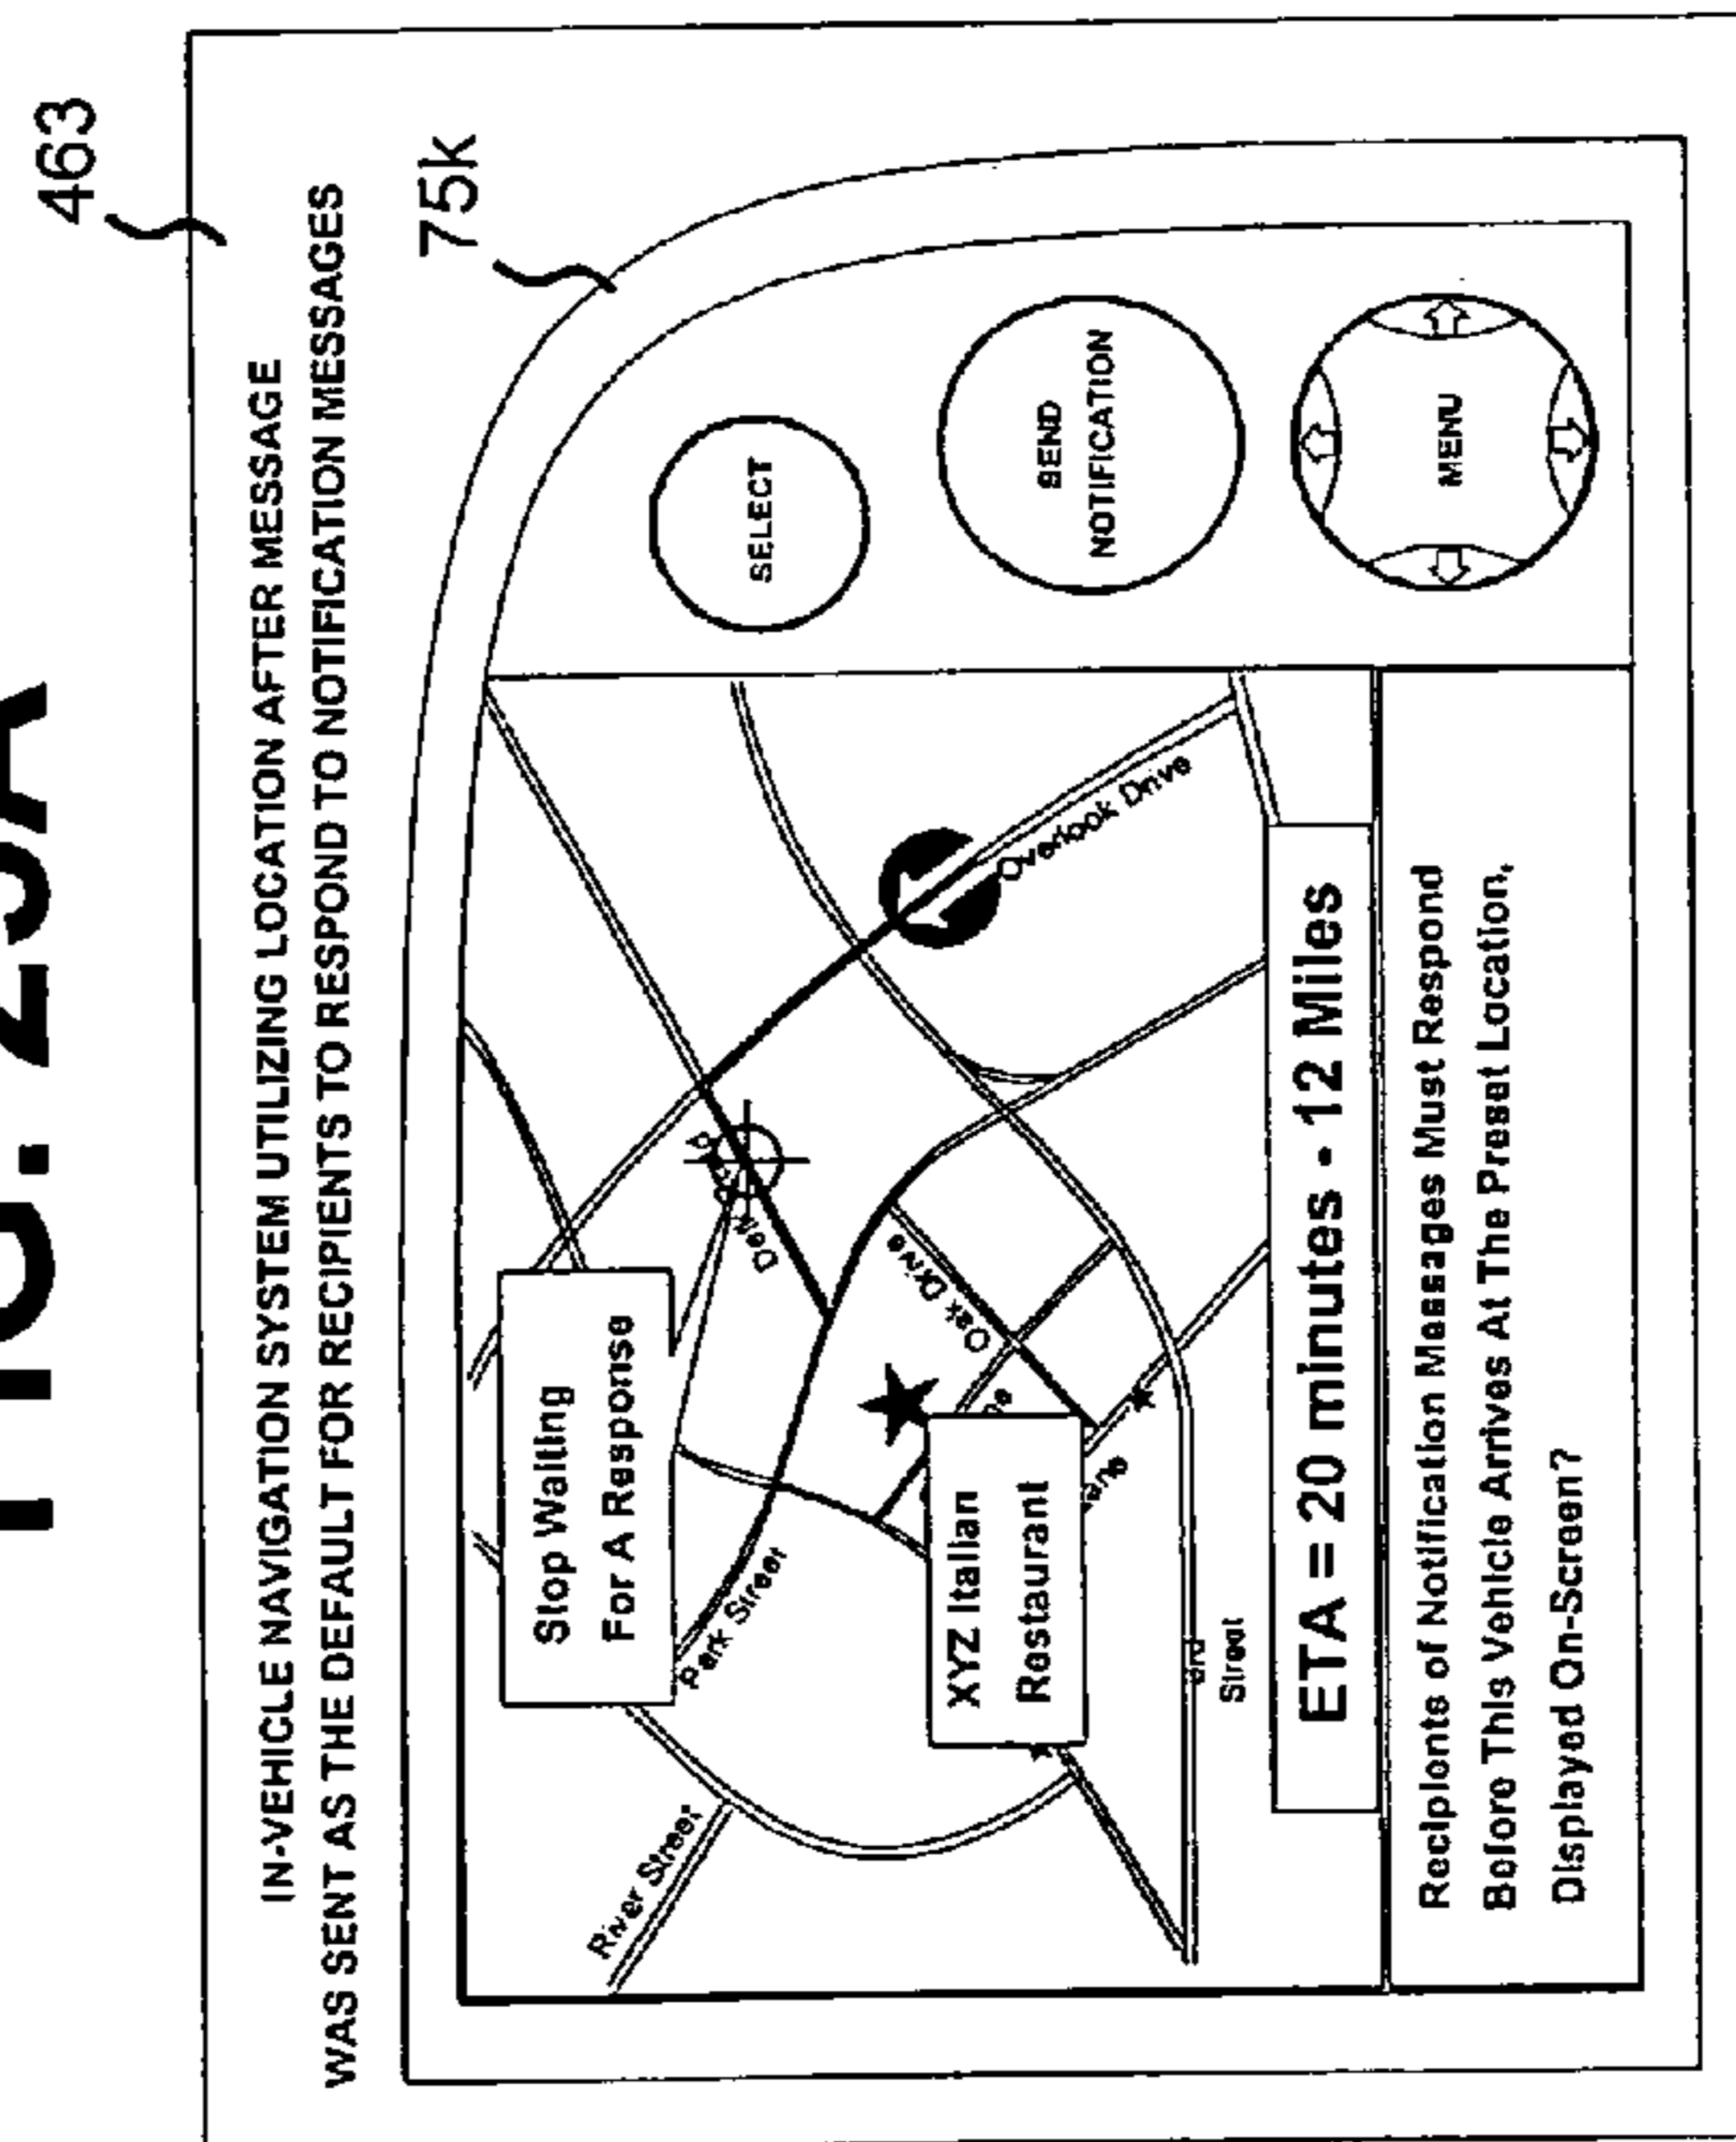 463
IN-VEHICLE NAVIGATION SYSTEM UTILIZING LOCATION AFTER MESSAGE
WAS SENT AS THE DEFAULT FOR RECIPIENTS TO RESPOND TO NOTIFICATION MESSAGES
75k
Stop Waiting
For A Response
SELECT
River Street
Park Street
Oak Drive
Overlook Drive
XYZ Italian
Restaurant
Street
SEND
NOTIFICATION
ETA = 20 minutes - 12 Miles
MENU
Recipients of Notification Messages Must Respond
Before This Vehicle Arrives At The Preset Location,
Displayed On-Screen?